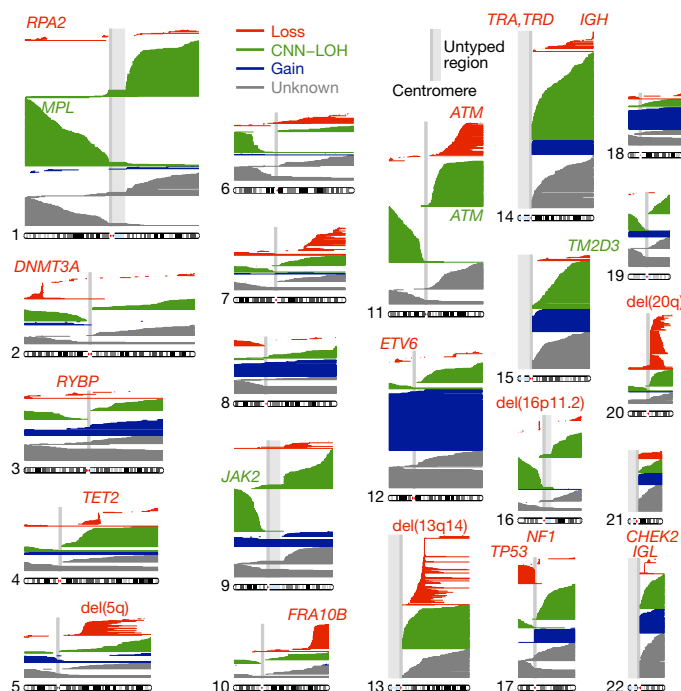 RPA2
MPL
1
DNMT3A
2
RYBP
3
TET2
4
del(5q)
5
Loss
CNN–LOH
Gain
Unknown
6
7
8
JAK2
9
FRA10B
10
Untyped
region
Centromere
ATM
ATM
11
ETV6
12
del(13q14)
13
TRA,TRD IGH
14
TM2D3
15
del(16p11.2)
16
NF1
TP53
17
18
19
del(20q)
20
21
CHEK2
IGL
22